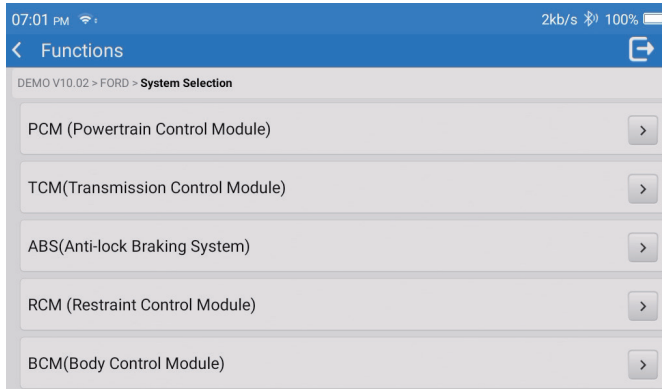 07:01 PM
2kb/s 100%
Functions
DEMO V10.02 > FORD > System Selection
PCM (Powertrain Control Module)
TCM(Transmission Control Module)
ABS(Anti-lock Braking System)
RCM (Restraint Control Module)
BCM(Body Control Module)